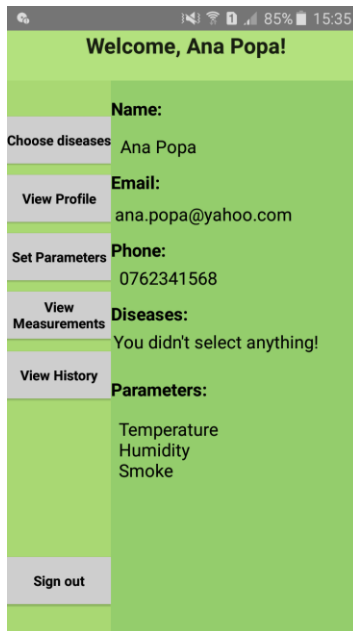 85% 15:35
Welcome, Ana Popa!
Choose diseases
View Profile
Set Parameters
View
Measurements
View History
Sign out
Name:
Ana Popa
Email:
ana.popa@yahoo.com
Phone:
0762341568
Diseases:
You didn't select anything!
Parameters:
Temperature
Humidity
Smoke